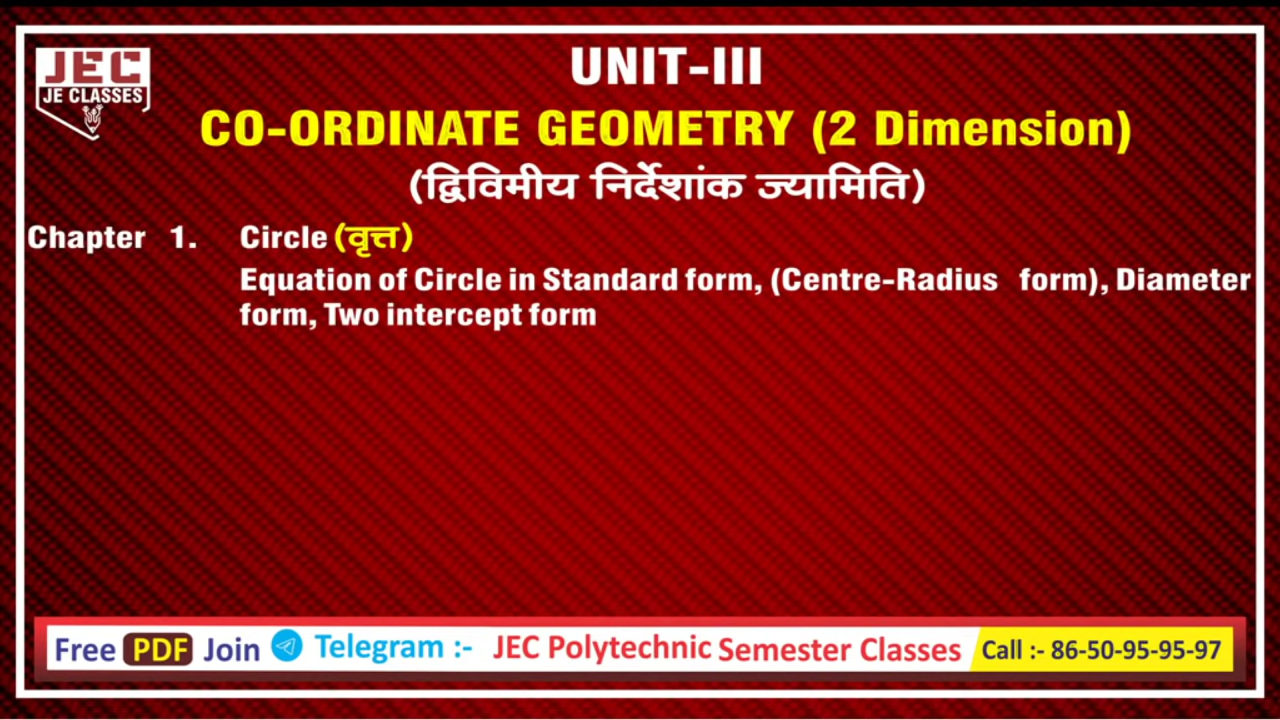 JEC
JE CLASSES
UNIT-III
CO-ORDINATE GEOMETRY (2 Dimension)
(द्विविमीय निर्देशांक ज्यामिति)
Chapter 1. Circle (वृत्त)
Equation of Circle in Standard form, (Centre-Radius form), Diameter
form, Two intercept form
Free PDF Join Telegram :- JEC Polytechnic Semester Classes Call :- 86-50-95-95-97